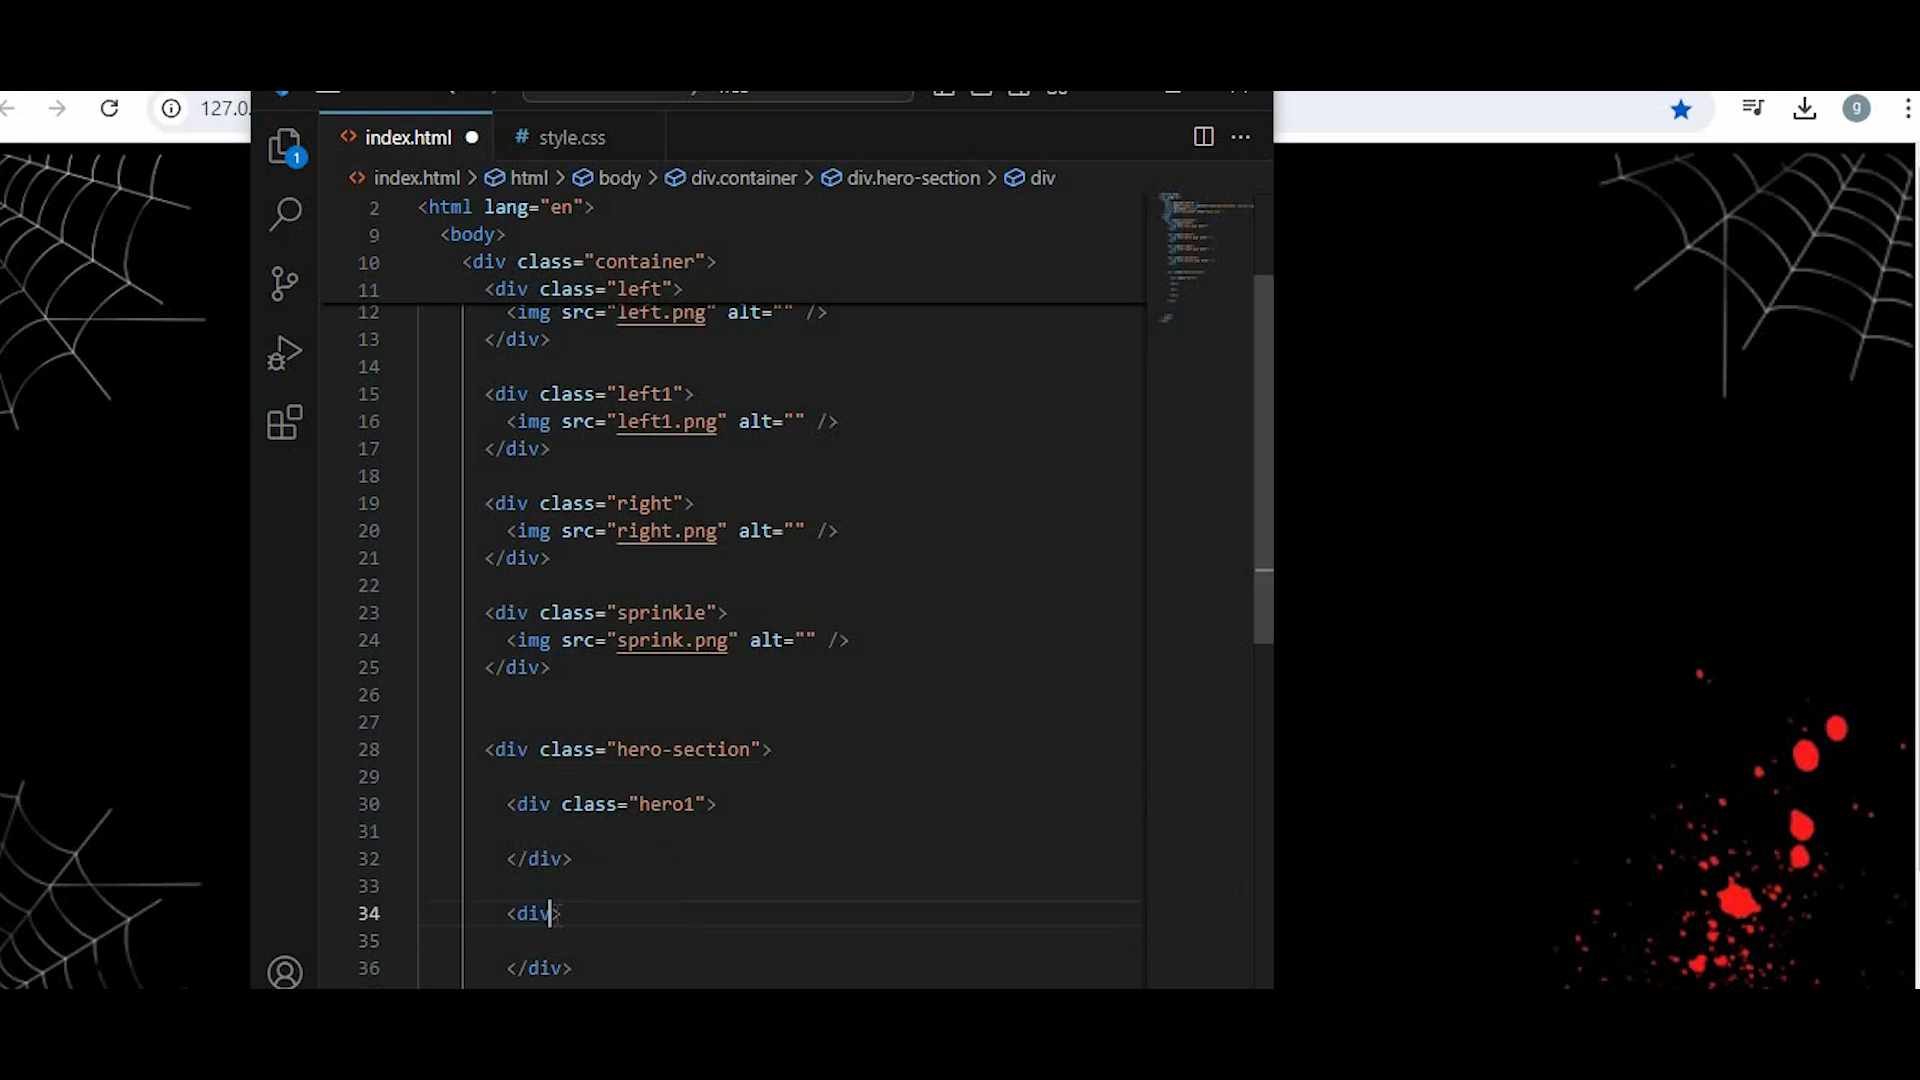 127.0.
g
1
index.html
# style.css
index.html > html > body > div.container > div.hero-section > div
2 <html lang="en">
9 <body>
10 <div class="container">
11 <div class="left">
12 <img src="left.png" alt="" />
13 </div>
14
15 <div class="left1">
16 <img src="left1.png" alt="" />
17 </div>
18
19 <div class="right">
20 <img src="right.png" alt="" />
21 </div>
22
23 <div class="sprinkle">
24 <img src="sprink.png" alt="" />
25 </div>
26
27
28 <div class="hero-section">
29
30 <div class="hero1">
31
32 </div>
33
34 <div>
35
36 </div>